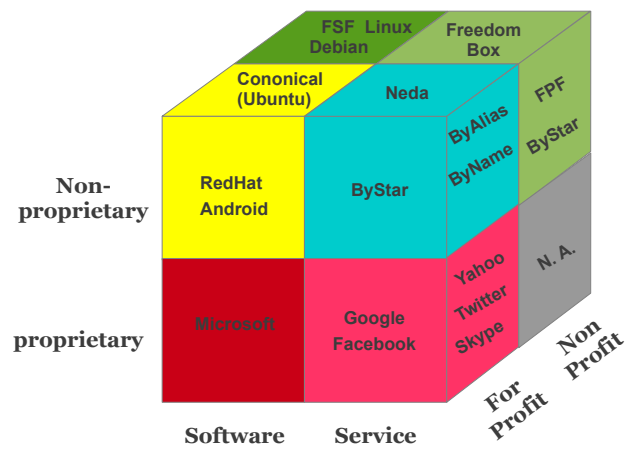 FSF Linux
Debian
Freedom
Box
Cononical
(Ubuntu)
Neda
FPF
ByStar
ByAlias
ByName
Non-
proprietary
RedHat
Android
ByStar
Yahoo
Twitter
Skype
N. A.
proprietary
Microsoft
Google
Facebook
For
Profit
Non
Profit
Software
Service